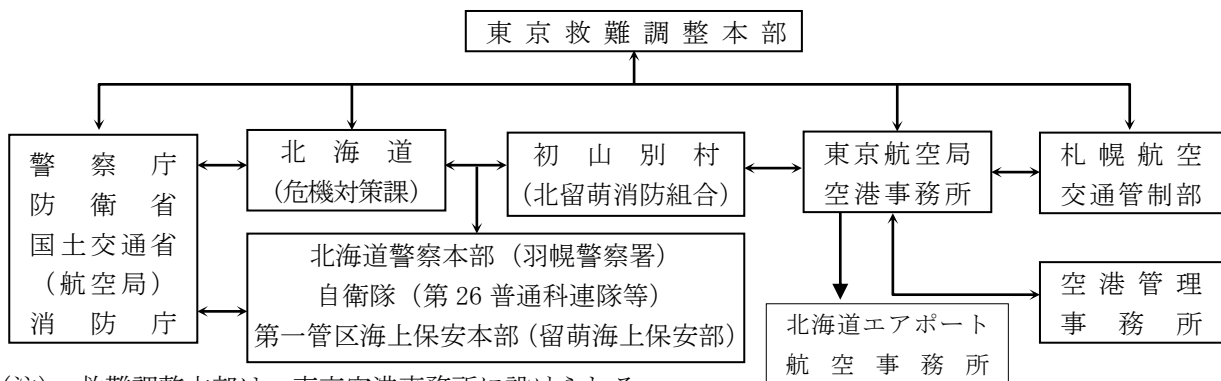 東京救難調整本部
警察庁
防衛省
国土交通省
(航空局)
消防庁
北海道
(危機対策課)
初山別村
(北留萌消防組合)
東京航空局
空港事務所
札幌航空
交通管制部
北海道警察本部(羽幌警察署)
自衛隊(第26普通科連隊等)
第一管区海上保安本部(留萌海上保安部)
空港管理
事務所
北海道エアポート
航空事務所